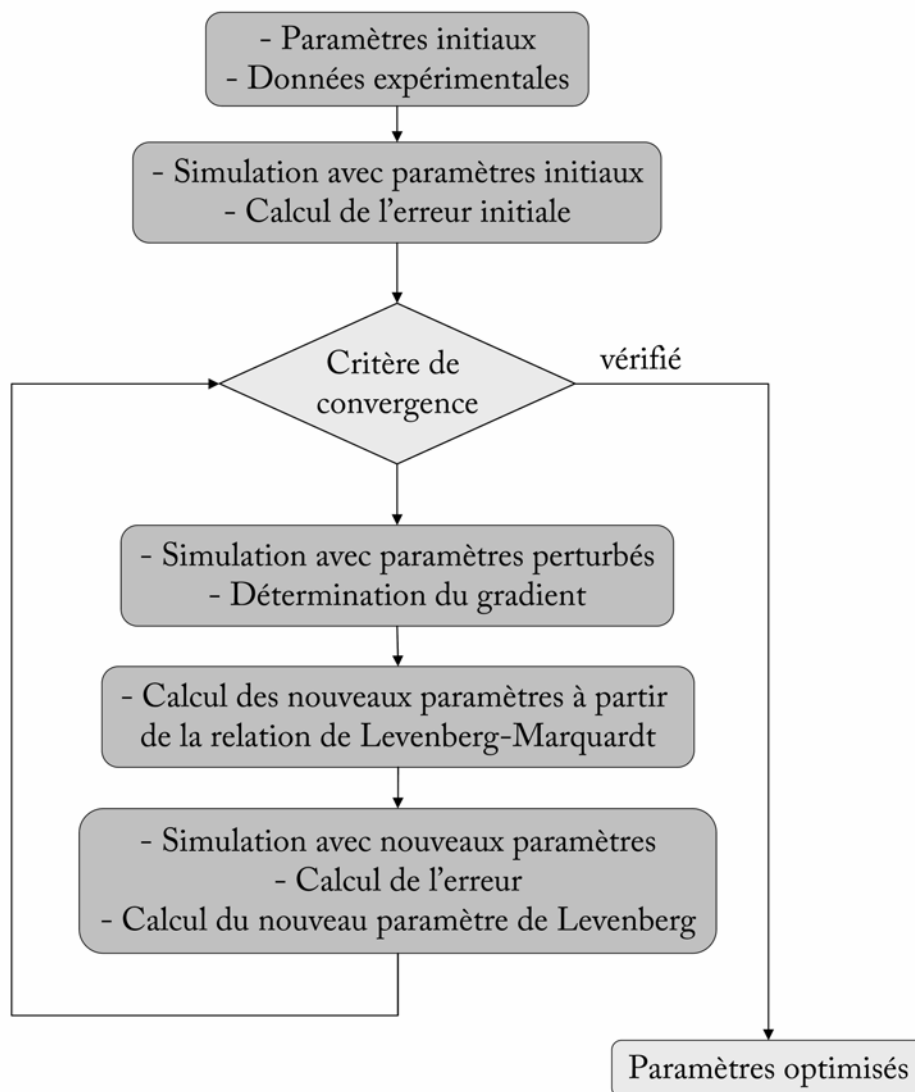 - Paramètres initiaux
- Données expérimentales
- Simulation avec paramètres initiaux
- Calcul de l'erreur initiale
Critère de
convergence
vérifié
- Simulation avec paramètres perturbés
- Détermination du gradient
- Calcul des nouveaux paramètres à partir
de la relation de Levenberg-Marquardt
- Simulation avec nouveaux paramètres
- Calcul de l'erreur
- Calcul du nouveau paramètre de Levenberg
Paramètres optimisés